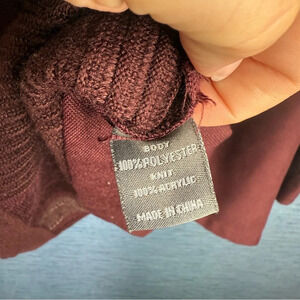 BODY
100% POLYESTER
KNIT
100% ACRYLIC
MADE IN CHINA